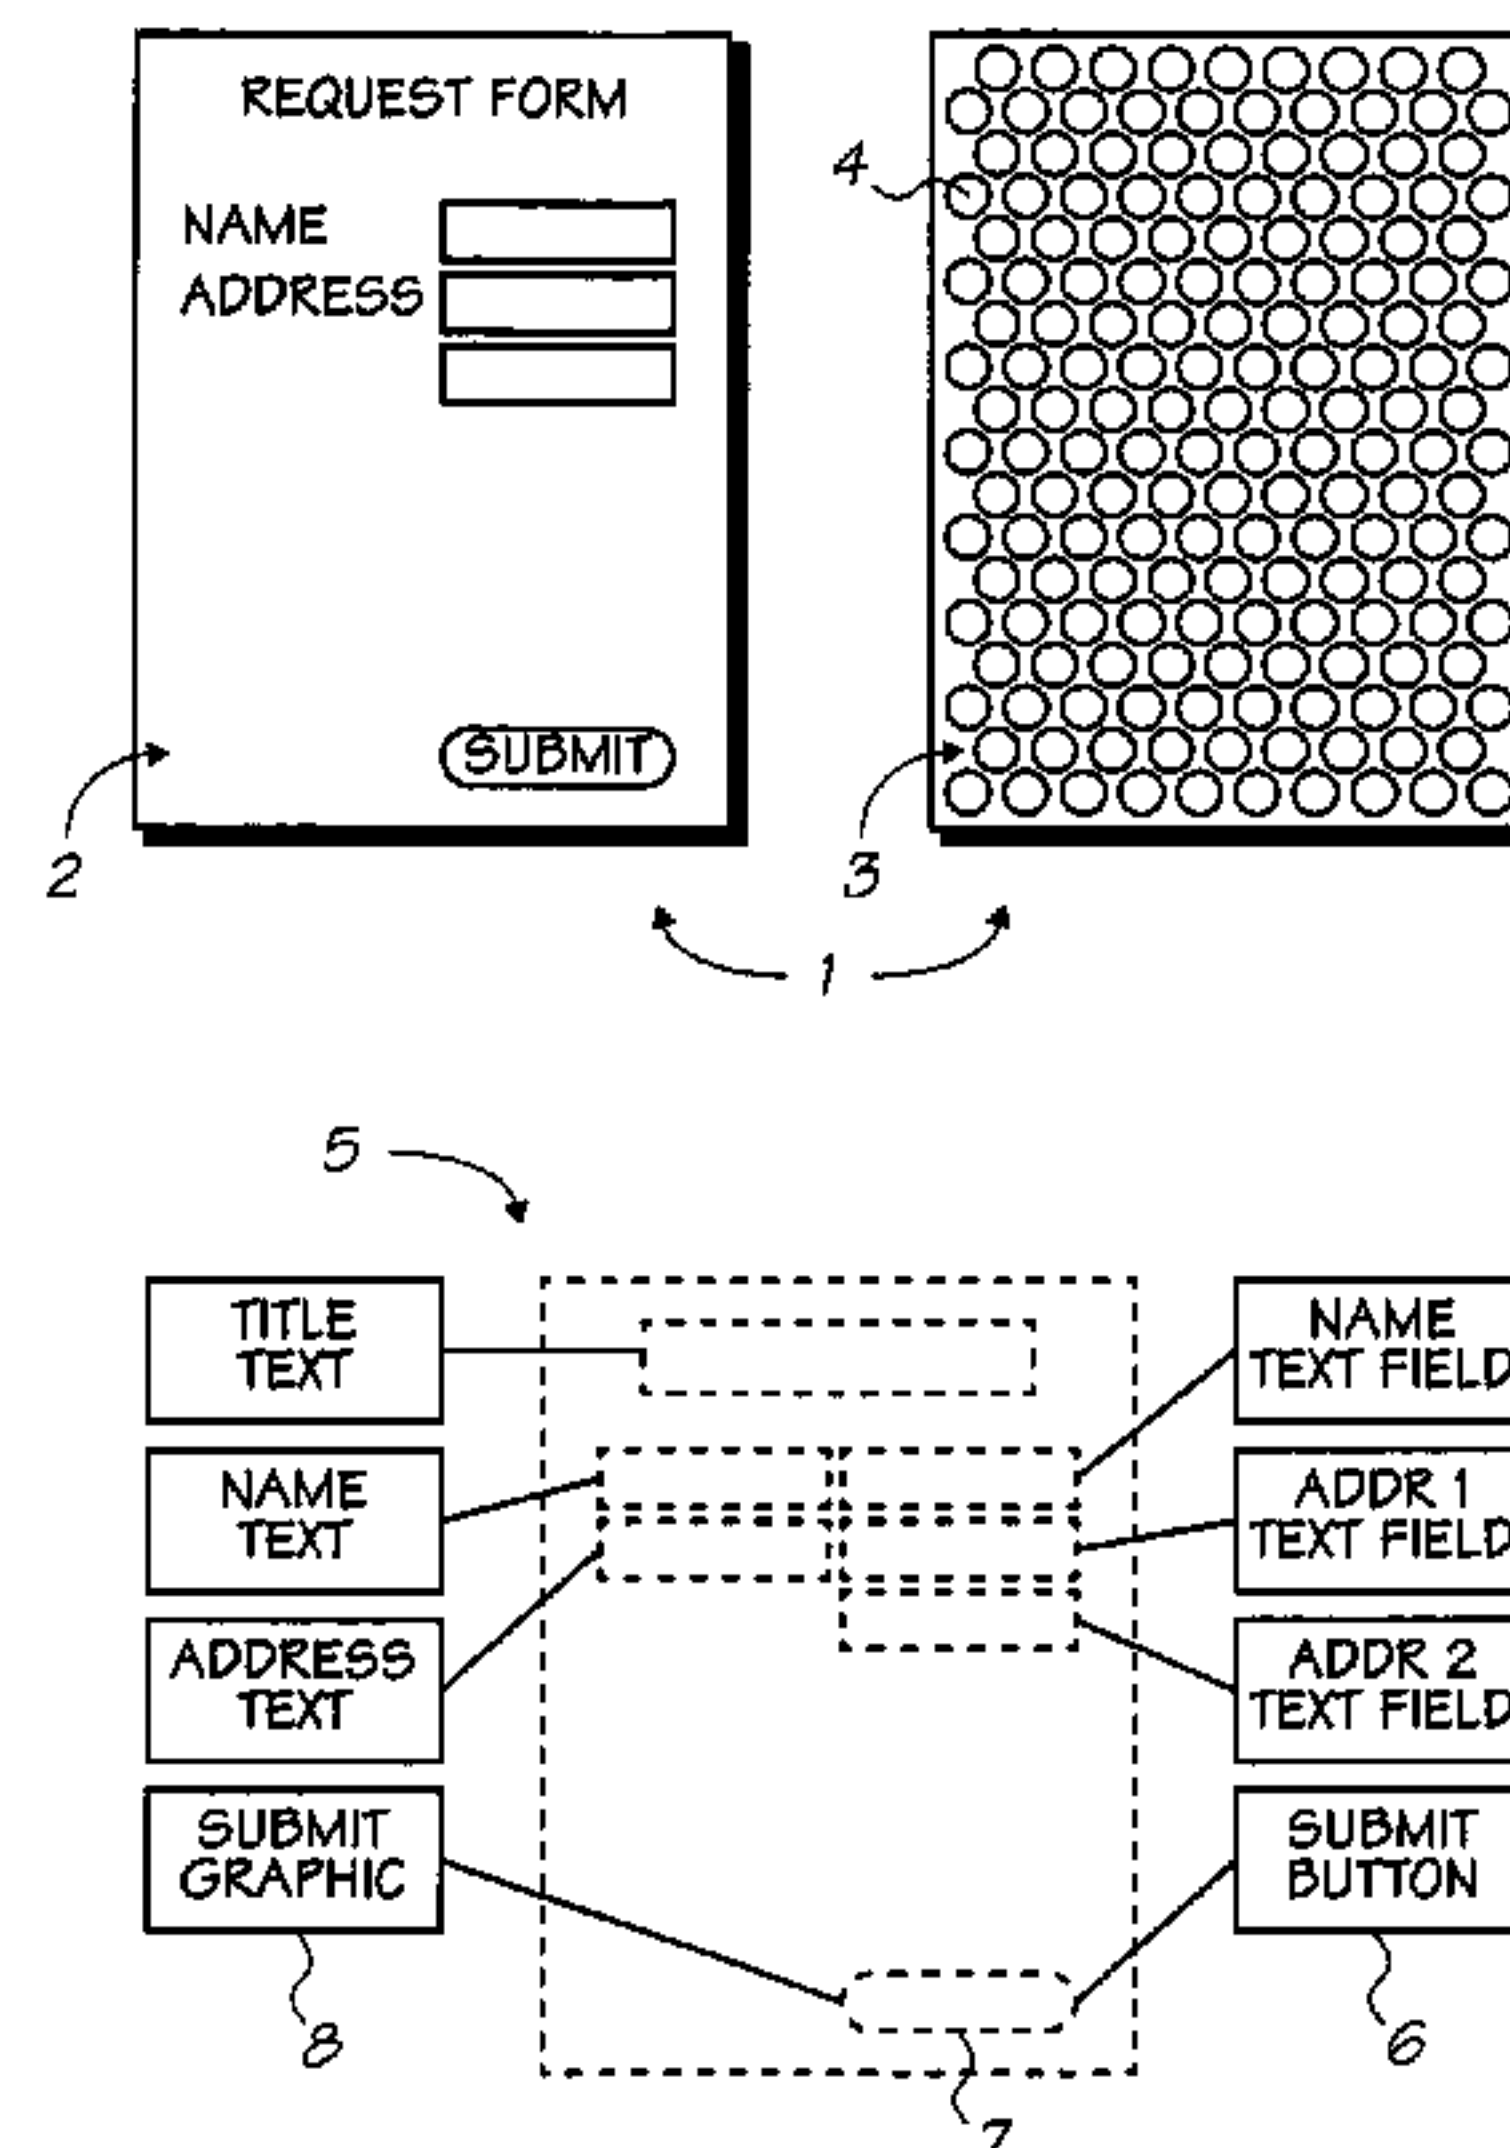 REQUEST FORM
NAME
ADDRESS
SUBMIT
4
2
3
1
5
TITLE
TEXT
NAME
TEXT FIELD
NAME
TEXT
ADDR 1
TEXT FIELD
ADDRESS
TEXT
ADDR 2
TEXT FIELD
SUBMIT
GRAPHIC
SUBMIT
BUTTON
8
6
7